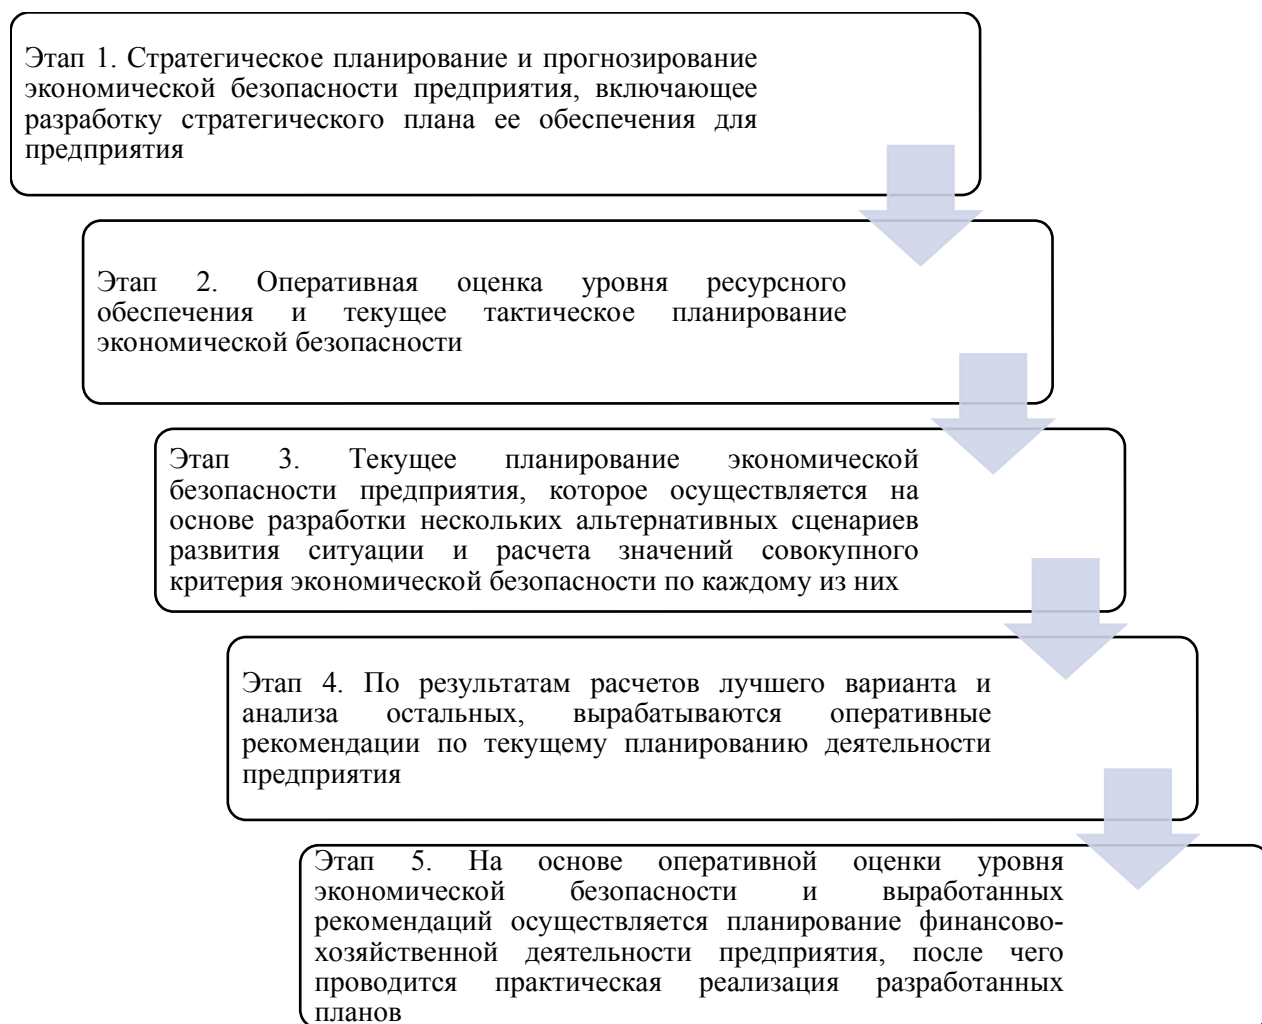 Этап 1. Стратегическое планирование и прогнозирование
экономической безопасности предприятия, включающее
разработку стратегического плана ее обеспечения для
предприятия
Этап 2. Оперативная оценка уровня ресурсного
обеспечения и текущее тактическое планирование
экономической безопасности
Этап 3. Текущее планирование экономической
безопасности предприятия, которое осуществляется на
основе разработки нескольких альтернативных сценариев
развития ситуации и расчета значений совокупного
критерия экономической безопасности по каждому из них
Этап 4. По результатам расчетов лучшего варианта и
анализа остальных, вырабатываются оперативные
рекомендации по текущему планированию деятельности
предприятия
Этап 5. На основе оперативной оценки уровня
экономической безопасности и выработанных
рекомендаций осуществляется планирование финансово-
хозяйственной деятельности предприятия, после чего
проводится практическая реализация разработанных
планов